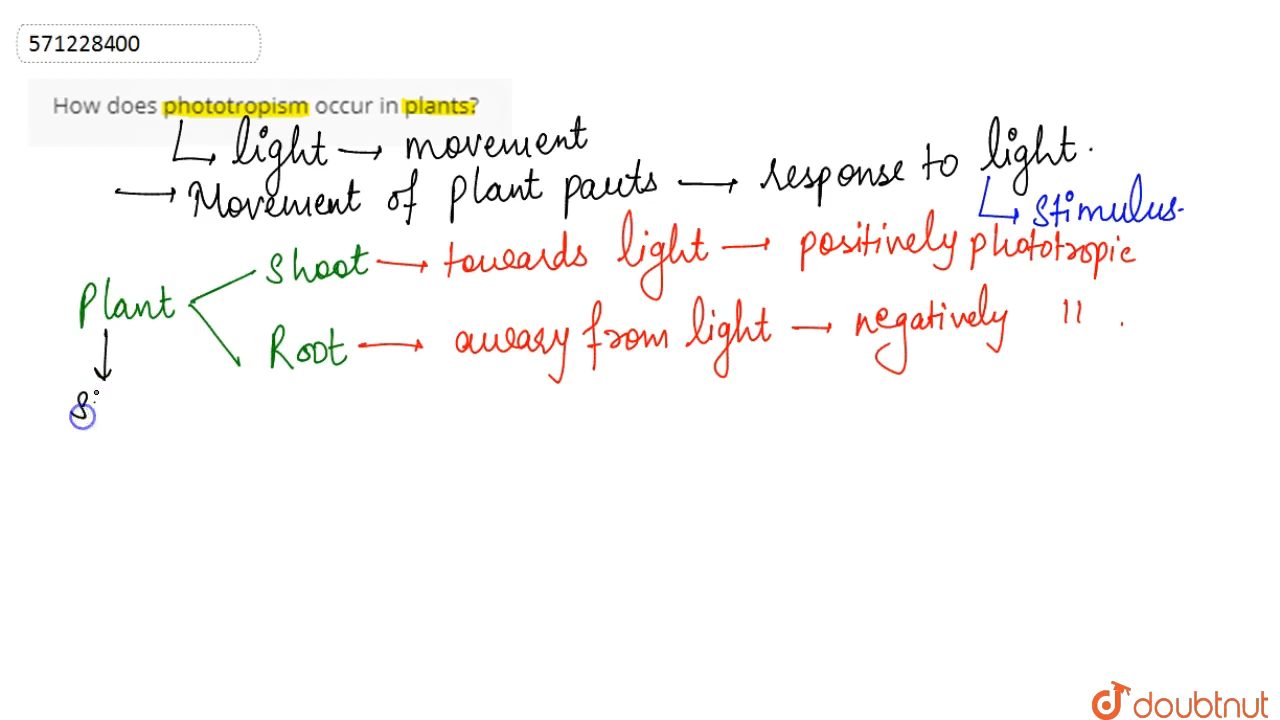 571228400
How does phototropism occur in plants?
light → movement
→ Movement of plant parts → response to light.
stimulus.
Shoot → towards light → positively phototropic
Plant
Root → away from light → negatively " .
doubtnut